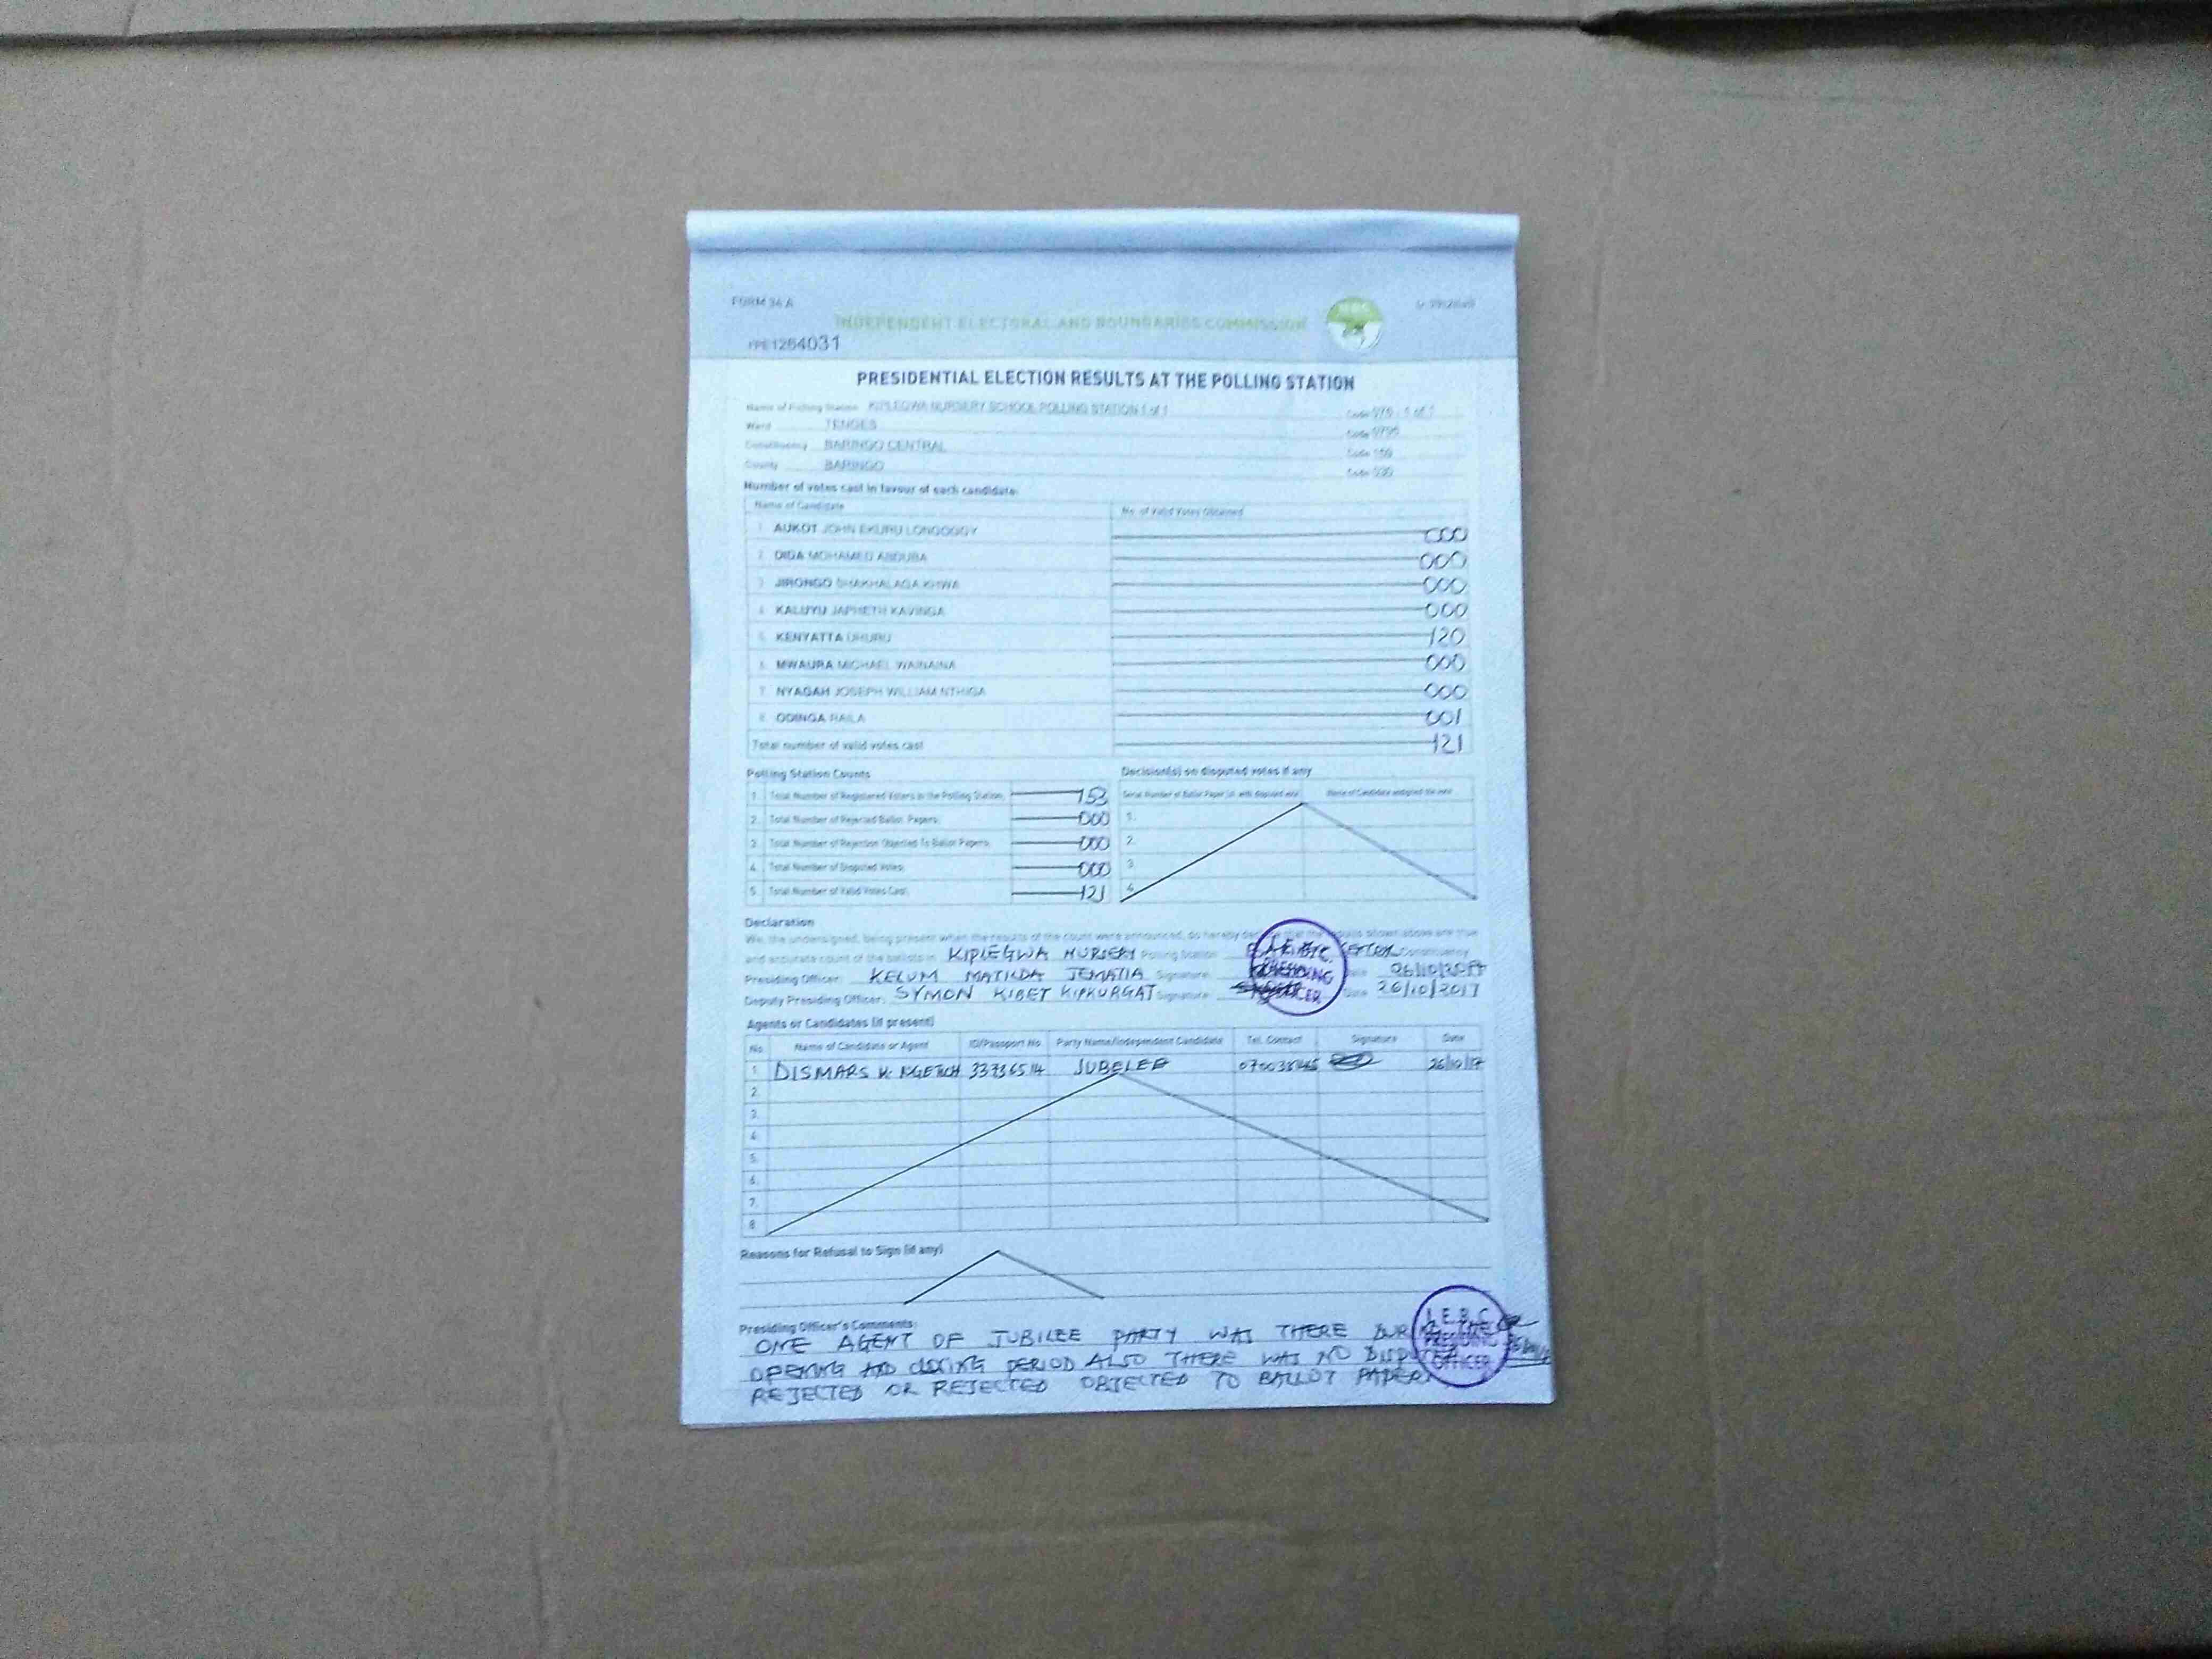 FORM 34 A
INDEPENDENT ELECTORAL AND BOUNDARIES COMMISSION
1264031
PRESIDENTIAL ELECTION RESULTS AT THE POLLING STATION
Name of Polling Station KIPLEGWA NURSERY SCHOOL POLLING STATION 1 of 1 Code 1 of 1
Ward TENGES Code
Constituency BARINGO CENTRAL Code 159
County BARINGO Code 030
Number of votes cast in favour of each candidate:
Name of Candidate No. of Valid Votes Obtained
1. AUKOT JOHN EKURU LONGOGGY 000
2. DIDA MOHAMED ABDUBA 000
3. JIRONGO SHAKHALAGA KHWA 000
4. KALUYU JAPHETH KAVINGA 000
5. KENYATTA UHURU 120
6. MWAURA MICHAEL WAINAINA 000
7. NYAGAH JOSEPH WILLIAM NTHIGA 000
8. ODINGA RAILA 001
Total number of valid votes cast 121
Polling Station Counts
1. Total Number of Registered Voters in the Polling Station: 153
2. Total Number of Rejected Ballot Papers: 000
3. Total Number of Rejection Objected To Ballot Papers: 000
4. Total Number of Disputed Votes: 000
5. Total Number of Valid Votes Cast: 121
Decision(s) on disputed votes if any
Serial Number of Ballot Paper(s) with disputed vote Name of Candidate assigned the vote
1.
2.
3.
4.
Declaration
We, the undersigned, being present when the results of the count were announced, do hereby declare that the results shown above are true
and accurate count of the ballots in KIPLEGWA NURSERY Polling Station Constituency
Presiding Officer: KELUM MATILDA JEMATIA Signature: Date 26/10/2017
Deputy Presiding Officer: SYMON KIBET KIPKURGAT Signature: Date 26/10/2017
PRESIDING OFFICER
Agents or Candidates (if present)
No. Name of Candidate or Agent ID/Passport No Party Name/Independent Candidate Tel. Contact Signature Date
1. DISMARS K. NGETICH 33736514 JUBELEE 26/10/17
2.
3.
4.
5.
6.
7.
8.
Reasons for Refusal to Sign (if any)
Presiding Officer's Comments:
ONE AGENT OF JUBILEE PARTY WAS THERE DURING THE
OPENING AND CLOSING PERIOD ALSO THERE WAS NO DISPUTED
REJECTED OR REJECTED OBJECTED TO BALLOT PAPER.
I.E.B.C
PRESIDING
OFFICER